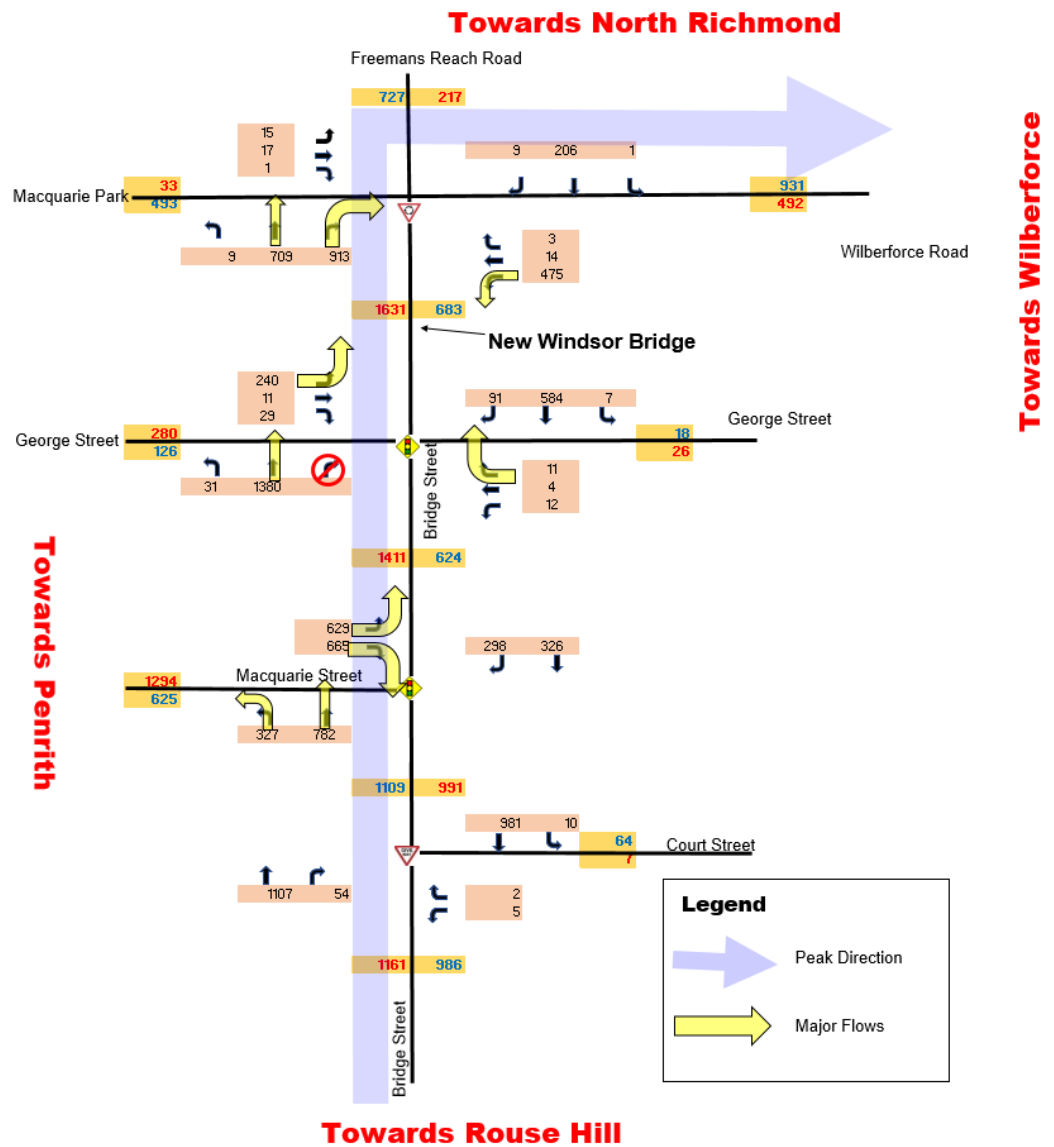 Towards North Richmond
Freemans Reach Road
727 217
15
17
1
9 206 1
Macquarie Park
33
493
931
492
9 709 913
3
14
475
Wilberforce Road
Towards Wilberforce
1631 683
New Windsor Bridge
240
11
29
91 584 7
George Street
George Street
280
126
18
26
31 1380
11
4
12
Bridge Street
1411 624
Towards Penrith
629
665
298 326
Macquarie Street
1294
625
327 782
1109 991
981 10
64
7
Court Street
1107 54
2
5
Legend
Peak Direction
Major Flows
1161 986
Bridge Street
Towards Rouse Hill